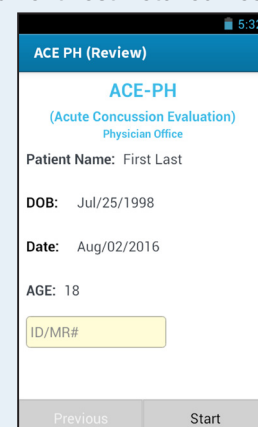 5:32
ACE PH (Review)
ACE-PH
(Acute Concussion Evaluation)
Physician Office
Patient Name: First Last
DOB: Jul/25/1998
Date: Aug/02/2016
AGE: 18
ID/MR#
Previous Start